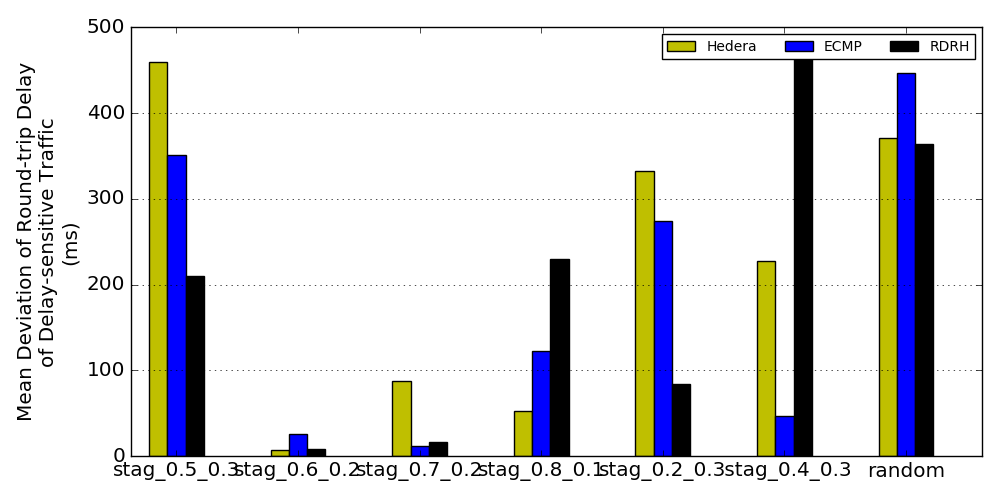 Mean Deviation of Round-trip Delay
of Delay-sensitive Traffic
(ms)
500
400
300
200
100
0
Hedera ECMP RDRH
stag_0.5_0.3 stag_0.6_0.2 stag_0.7_0.2 stag_0.8_0.1 stag_0.2_0.3 stag_0.4_0.3 random